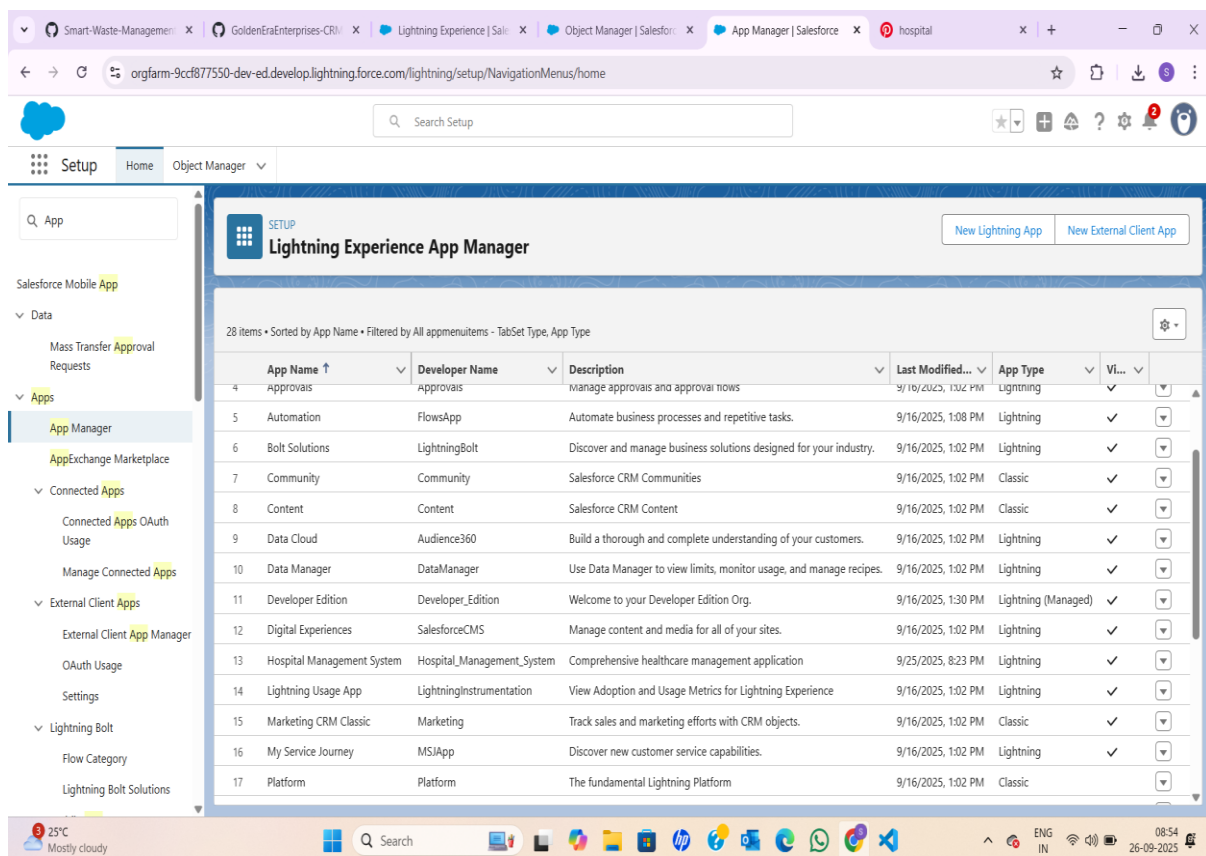 Smart-Waste-Managemen
GoldenEraEnterprises-CRM
Lightning Experience | Sale
Object Manager | Salesforc
App Manager | Salesforce
hospital
orgfarm-9ccf877550-dev-ed.develop.lightning.force.com/lightning/setup/NavigationMenus/home
S
Search Setup
2
Setup
Home
Object Manager
App
Salesforce Mobile App
Data
Mass Transfer Approval
Requests
Apps
App Manager
AppExchange Marketplace
Connected Apps
Connected Apps OAuth
Usage
Manage Connected Apps
External Client Apps
External Client App Manager
OAuth Usage
Settings
Lightning Bolt
Flow Category
Lightning Bolt Solutions
SETUP
Lightning Experience App Manager
New Lightning App
New External Client App
28 items • Sorted by App Name • Filtered by All appmenuitems - TabSet Type, App Type
App Name ↑ Developer Name Description Last Modified... App Type Vi...
4 Approvals Approvals Manage approvals and approval flows 9/16/2025, 1:02 PM Lightning
5 Automation FlowsApp Automate business processes and repetitive tasks. 9/16/2025, 1:08 PM Lightning
6 Bolt Solutions LightningBolt Discover and manage business solutions designed for your industry. 9/16/2025, 1:02 PM Lightning
7 Community Community Salesforce CRM Communities 9/16/2025, 1:02 PM Classic
8 Content Content Salesforce CRM Content 9/16/2025, 1:02 PM Classic
9 Data Cloud Audience360 Build a thorough and complete understanding of your customers. 9/16/2025, 1:02 PM Lightning
10 Data Manager DataManager Use Data Manager to view limits, monitor usage, and manage recipes. 9/16/2025, 1:02 PM Lightning
11 Developer Edition Developer_Edition Welcome to your Developer Edition Org. 9/16/2025, 1:30 PM Lightning (Managed)
12 Digital Experiences SalesforceCMS Manage content and media for all of your sites. 9/16/2025, 1:02 PM Lightning
13 Hospital Management System Hospital_Management_System Comprehensive healthcare management application 9/25/2025, 8:23 PM Lightning
14 Lightning Usage App LightningInstrumentation View Adoption and Usage Metrics for Lightning Experience 9/16/2025, 1:02 PM Lightning
15 Marketing CRM Classic Marketing Track sales and marketing efforts with CRM objects. 9/16/2025, 1:02 PM Classic
16 My Service Journey MSJApp Discover new customer service capabilities. 9/16/2025, 1:02 PM Lightning
17 Platform Platform The fundamental Lightning Platform 9/16/2025, 1:02 PM Classic
3
25°C
Mostly cloudy
Search
hp
S
ENG
IN
08:54
26-09-2025